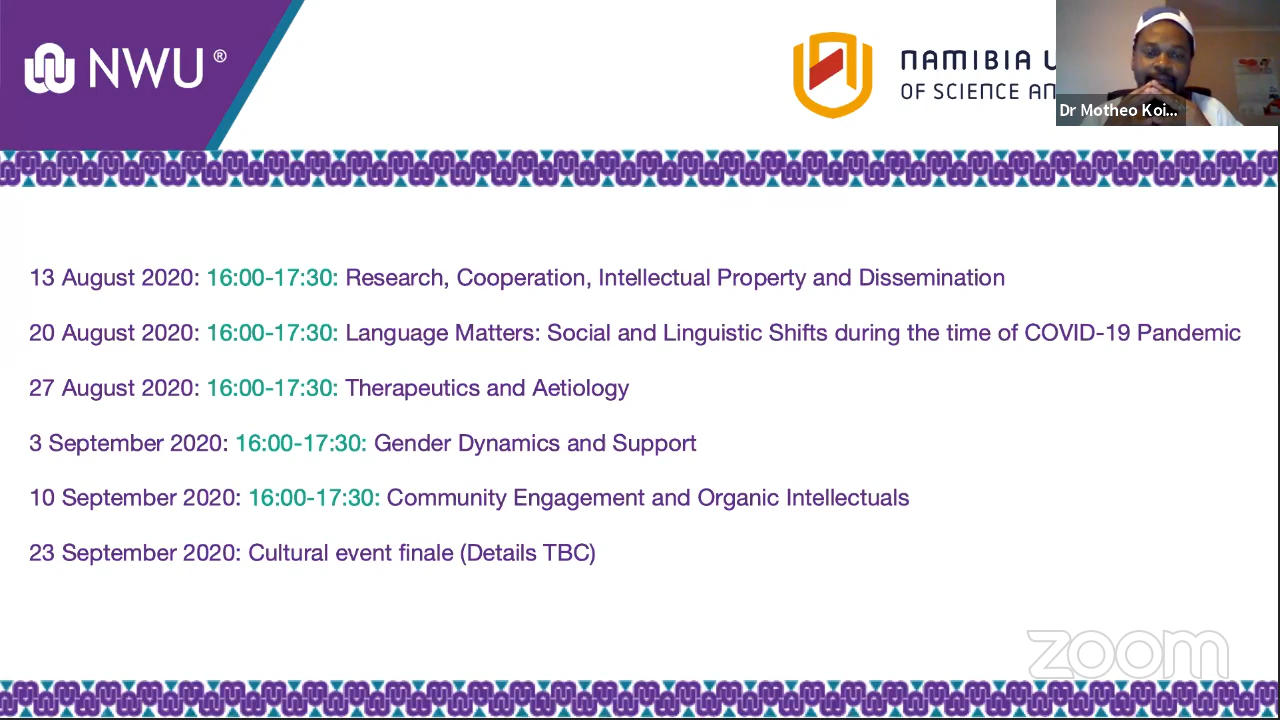 NWU®
NAMIBIA U
OF SCIENCE AN
Dr Motheo Koi...
13 August 2020: 16:00-17:30: Research, Cooperation, Intellectual Property and Dissemination
20 August 2020: 16:00-17:30: Language Matters: Social and Linguistic Shifts during the time of COVID-19 Pandemic
27 August 2020: 16:00-17:30: Therapeutics and Aetiology
3 September 2020: 16:00-17:30: Gender Dynamics and Support
10 September 2020: 16:00-17:30: Community Engagement and Organic Intellectuals
23 September 2020: Cultural event finale (Details TBC)
zoom